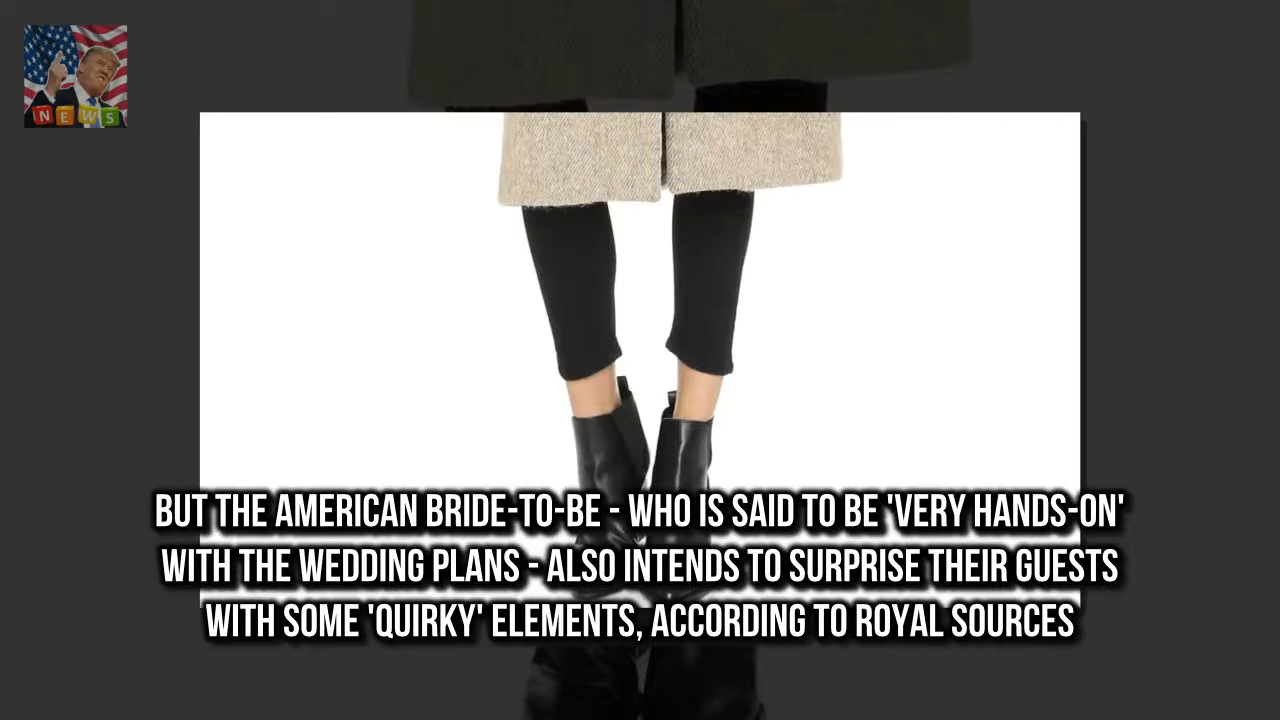 NEWS
BUT THE AMERICAN BRIDE-TO-BE - WHO IS SAID TO BE 'VERY HANDS-ON'
WITH THE WEDDING PLANS - ALSO INTENDS TO SURPRISE THEIR GUESTS
WITH SOME 'QUIRKY' ELEMENTS, ACCORDING TO ROYAL SOURCES